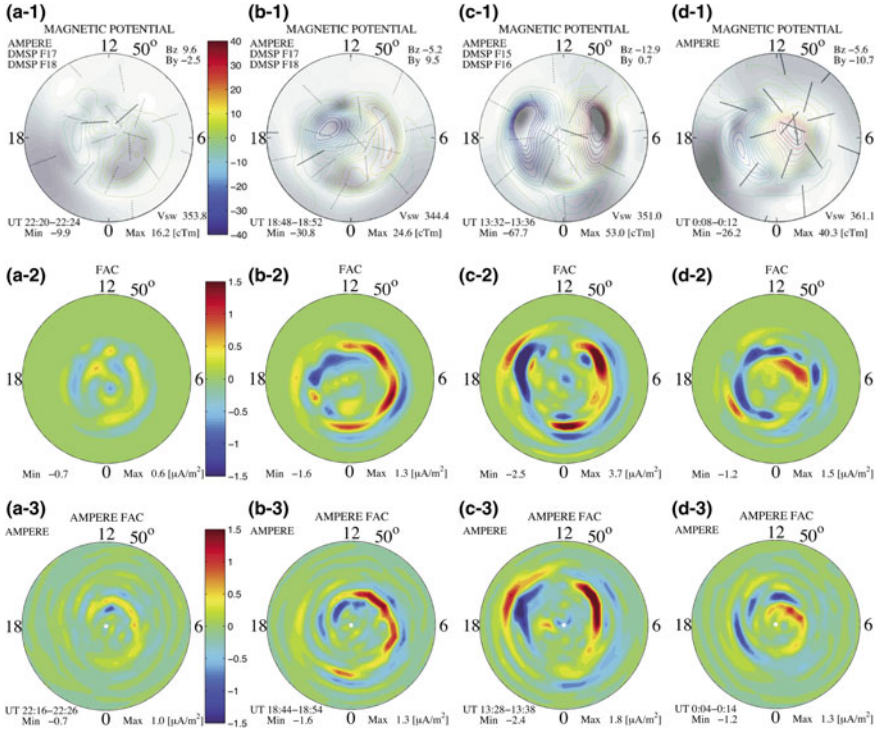 (a-1) (b-1) (c-1) (d-1)
MAGNETIC POTENTIAL MAGNETIC POTENTIAL MAGNETIC POTENTIAL MAGNETIC POTENTIAL
AMPERE 12 50° Bz 9.6 AMPERE 12 50° Bz −5.2 AMPERE 12 50° Bz −12.9 AMPERE 12 50° Bz −5.6
DMSP F17 By −2.5 DMSP F17 By 9.5 DMSP F15 By 0.7 By −10.7
DMSP F18 DMSP F18 DMSP F16
40
30
20
10
0
−10
20
30
−40
18 6 18 6 18 6 18 6
Vsw 353.8 Vsw 344.4 Vsw 351.0 Vsw 361.1
UT 22:20−22:24 UT 18:48−18:52 UT 13:32−13:36 UT 0:08−0:12
Min −9.9 0 Max 16.2 [cTm] Min −30.8 0 Max 24.6 [cTm] Min −67.7 0 Max 53.0 [cTm] Min −26.2 0 Max 40.3 [cTm]
(a-2) (b-2) (c-2) (d-2)
FAC FAC FAC FAC
12 50° 12 50° 12 50° 12 50°
1.5
1
0.5
0
−0.5
−1
−1.5
18 6 18 6 18 6 18 6
Min −0.7 0 Max 0.6 [μA/m²] Min −1.6 0 Max 1.3 [μA/m²] Min −2.5 0 Max 3.7 [μA/m²] Min −1.2 0 Max 1.5 [μA/m²]
(a-3) (b-3) (c-3) (d-3)
AMPERE FAC AMPERE FAC AMPERE FAC AMPERE FAC
AMPERE 12 50° AMPERE 12 50° AMPERE 12 50° AMPERE 12 50°
1.5
1
0.5
0
−0.5
−1
−1.5
18 6 18 6 18 6 18 6
UT 22:16−22:26 UT 18:44−18:54 UT 13:28−13:38 UT 0:04−0:14
Min −0.7 0 Max 1.0 [μA/m²] Min −1.6 0 Max 1.3 [μA/m²] Min −2.4 0 Max 1.8 [μA/m²] Min −1.2 0 Max 1.3 [μA/m²]